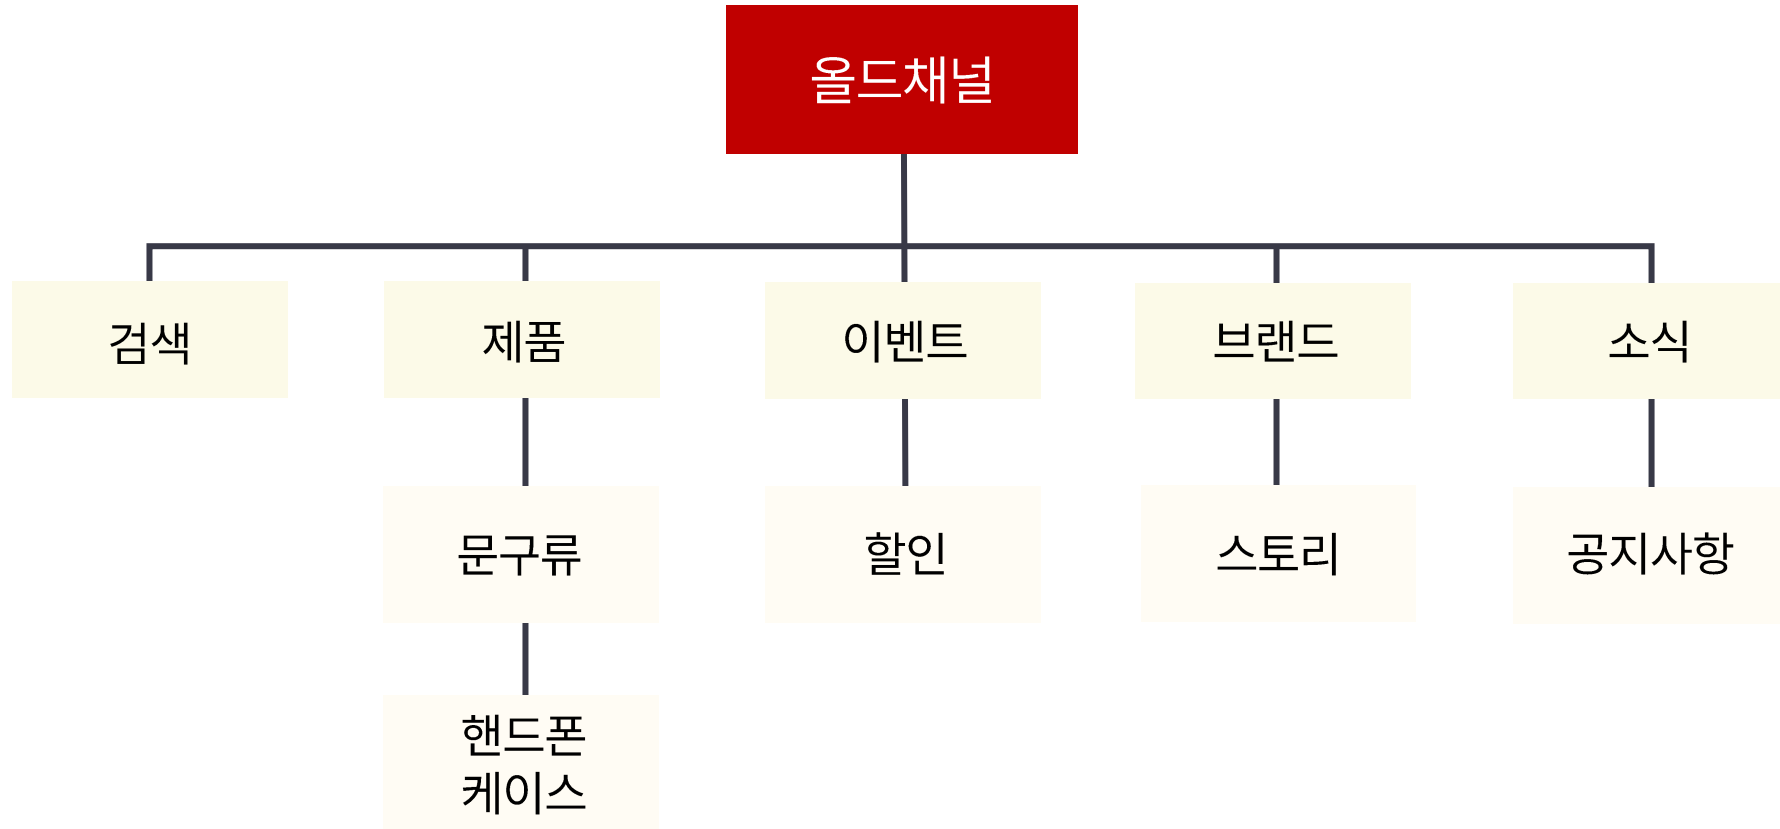 올드채널
검색
제품
이벤트
브랜드
소식
문구류
할인
스토리
공지사항
핸드폰
케이스